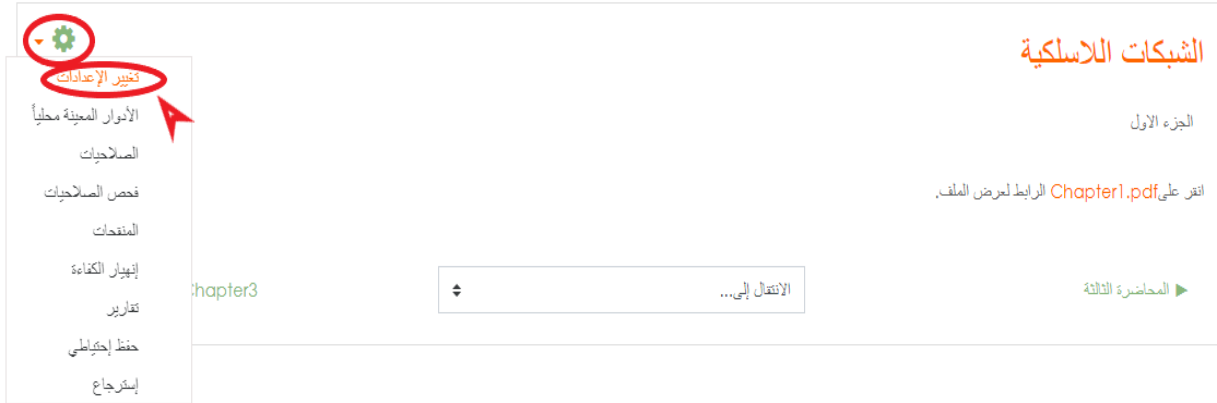 الشبكات اللاسلكية
الجزء الاول
انقر علىChapter1.pdf الرابط لعرض الملف.
◀ المحاضرة الثالثة
الانتقال إلى...
hapter3
تغيير الإعدادات
الأدوار المعينة محلياً
الصلاحيات
فحص الصلاحيات
المنقحات
إنهيار الكفاءة
تقارير
حفظ إحتياطي
إسترجاع